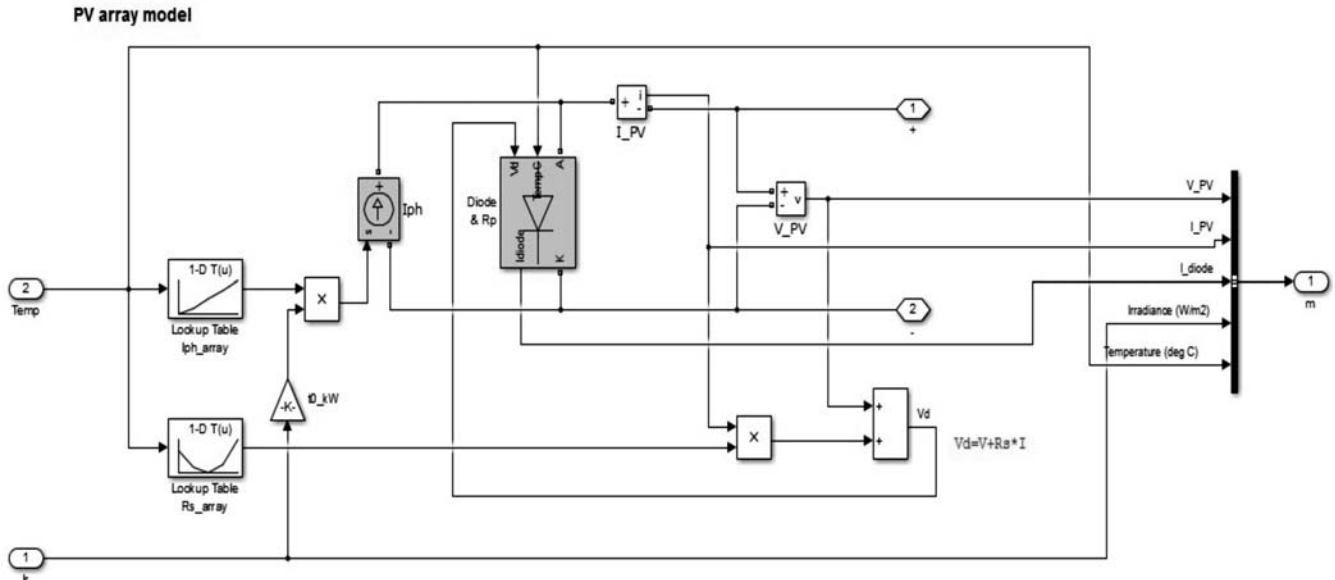 PV array model
+
i
-
I_PV
1
+
Vd
Temp C
A
Diode
& Rp
Idiode
K
+
Iph
s
-
+
-
v
V_PV
V_PV
I_PV
I_diode
Irradiance (W/m2)
Temperature (deg C)
1
m
2
Temp
1-D T(u)
Lookup Table
Iph_array
X
2
-
-K-
t0_kW
1-D T(u)
Lookup Table
Rs_array
X
+
+
Vd
Vd=V+Rs*I
1